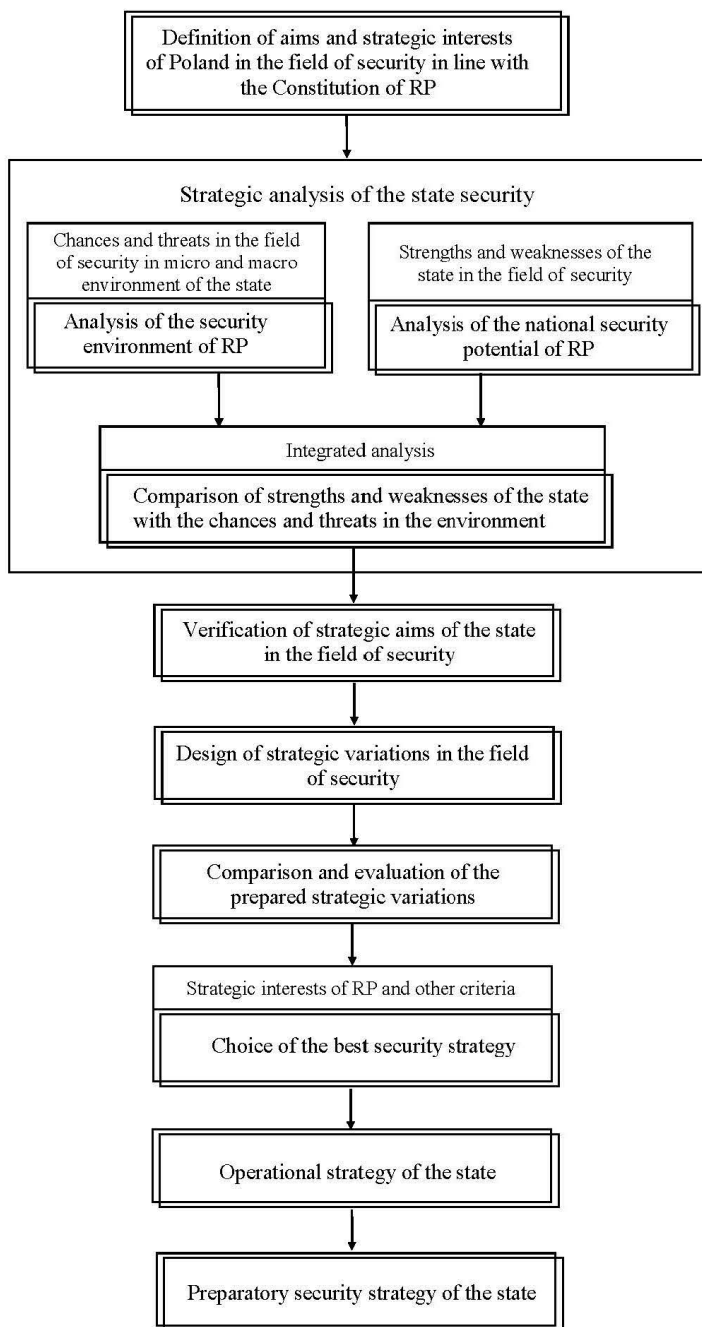 Definition of aims and strategic interests
of Poland in the field of security in line with
the Constitution of RP
Strategic analysis of the state security
Chances and threats in the field
of security in micro and macro
environment of the state
Analysis of the security
environment of RP
Strengths and weaknesses of the
state in the field of security
Analysis of the national security
potential of RP
Integrated analysis
Comparison of strengths and weaknesses of the state
with the chances and threats in the environment
Verification of strategic aims of the state
in the field of security
Design of strategic variations in the field
of security
Comparison and evaluation of the
prepared strategic variations
Strategic interests of RP and other criteria
Choice of the best security strategy
Operational strategy of the state
Preparatory security strategy of the state